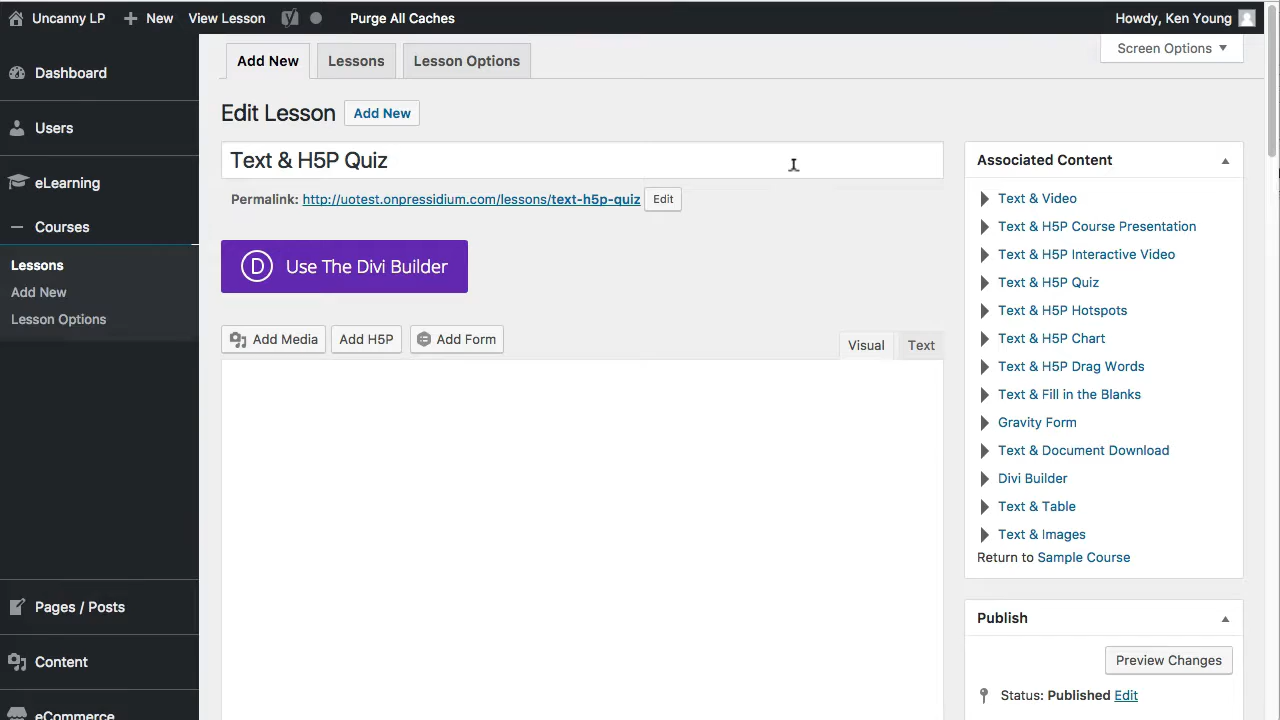 Uncanny LP
New
View Lesson
Purge All Caches
Howdy, Ken Young
Dashboard
Users
eLearning
Courses
Lessons
Add New
Lesson Options
Pages / Posts
Content
eCommerce
Add New
Lessons
Lesson Options
Screen Options
Edit Lesson
Add New
Text & H5P Quiz
Permalink: http://uotest.onpressidium.com/lessons/text-h5p-quiz
Edit
D
Use The Divi Builder
Add Media
Add H5P
Add Form
Visual
Text
Associated Content
Text & Video
Text & H5P Course Presentation
Text & H5P Interactive Video
Text & H5P Quiz
Text & H5P Hotspots
Text & H5P Chart
Text & H5P Drag Words
Text & Fill in the Blanks
Gravity Form
Text & Document Download
Divi Builder
Text & Table
Text & Images
Return to Sample Course
Publish
Preview Changes
Status: Published Edit